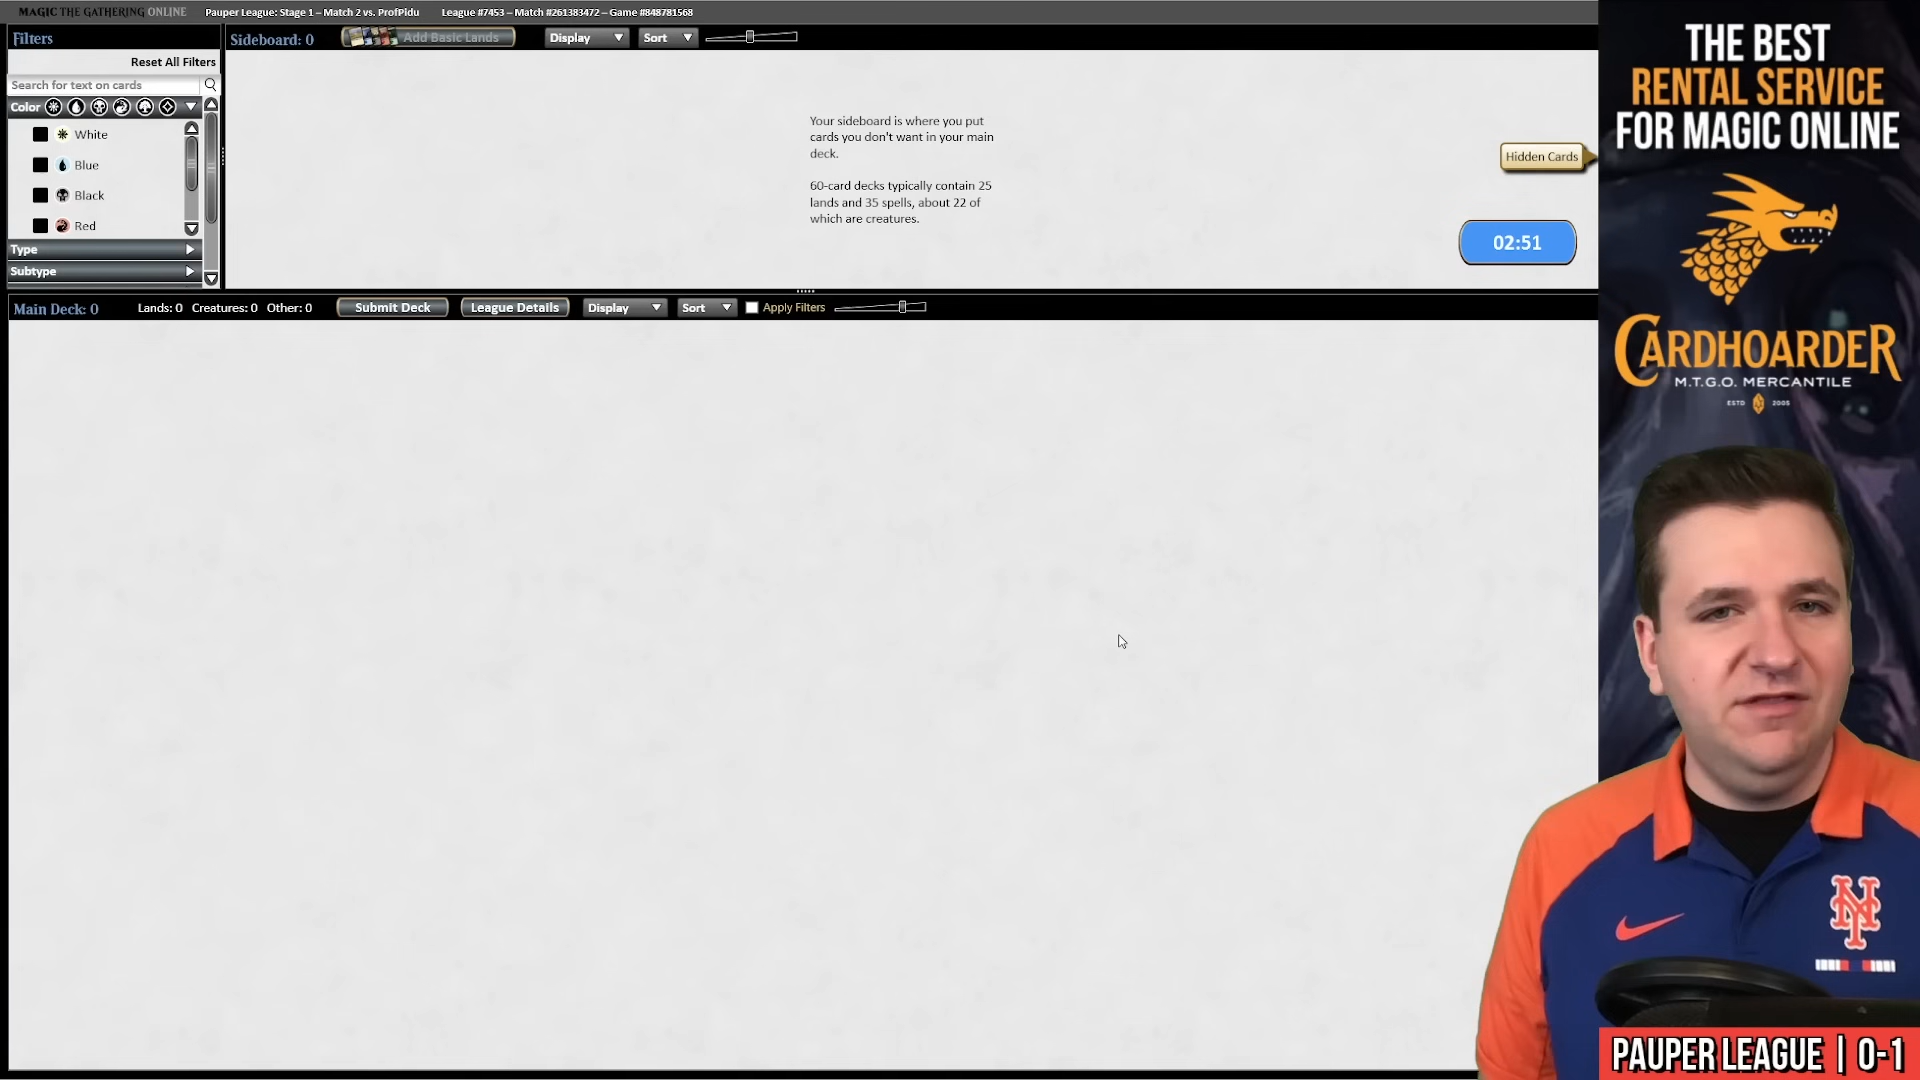 MAGIC THE GATHERING ONLINE Pauper League: Stage 1 – Match 2 vs. ProfPidu League #7453 – Match #261383472 – Game #848781568
Filters
Sideboard: 0 Add Basic Lands Display Sort
Reset All Filters
Search for text on cards
Color
White
Blue
Black
Red
Type
Subtype
Your sideboard is where you put
cards you don't want in your main
deck.
60-card decks typically contain 25
lands and 35 spells, about 22 of
which are creatures.
Hidden Cards
02:51
Main Deck: 0 Lands: 0 Creatures: 0 Other: 0 Submit Deck League Details Display Sort Apply Filters
THE BEST
RENTAL SERVICE
FOR MAGIC ONLINE
CARDHOARDER
M.T.G.O. MERCANTILE
ESTD 2005
NY
PAUPER LEAGUE | 0-1